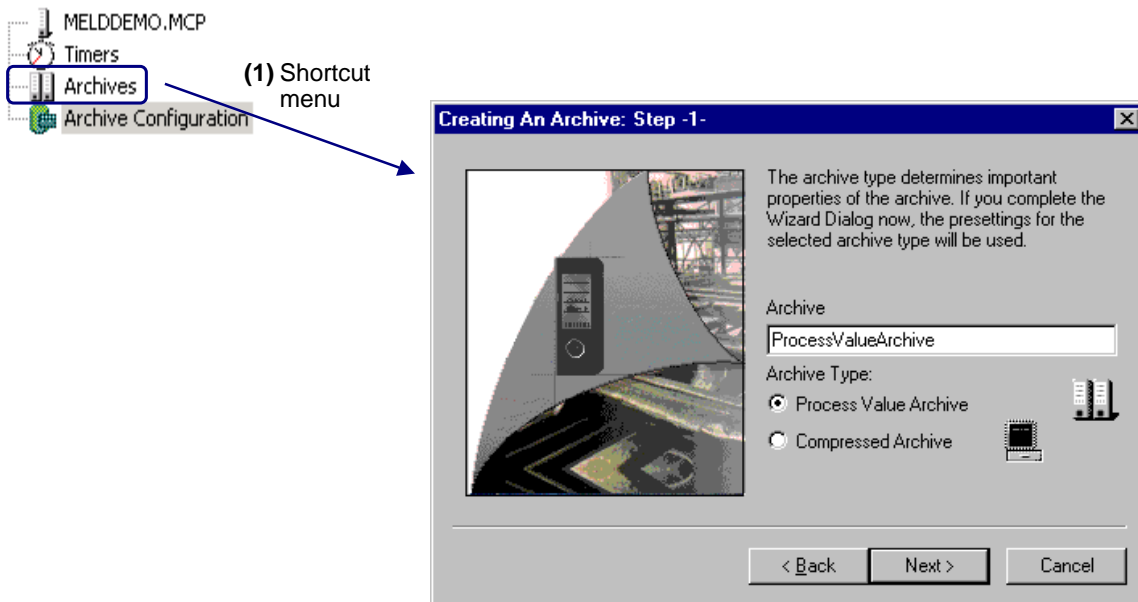 MELDDEMO.MCP
Timers
Archives
Archive Configuration
(1) Shortcut
menu
Creating An Archive: Step -1-
The archive type determines important
properties of the archive. If you complete the
Wizard Dialog now, the presettings for the
selected archive type will be used.
Archive
ProcessValueArchive
Archive Type:
Process Value Archive
Compressed Archive
< Back
Next >
Cancel